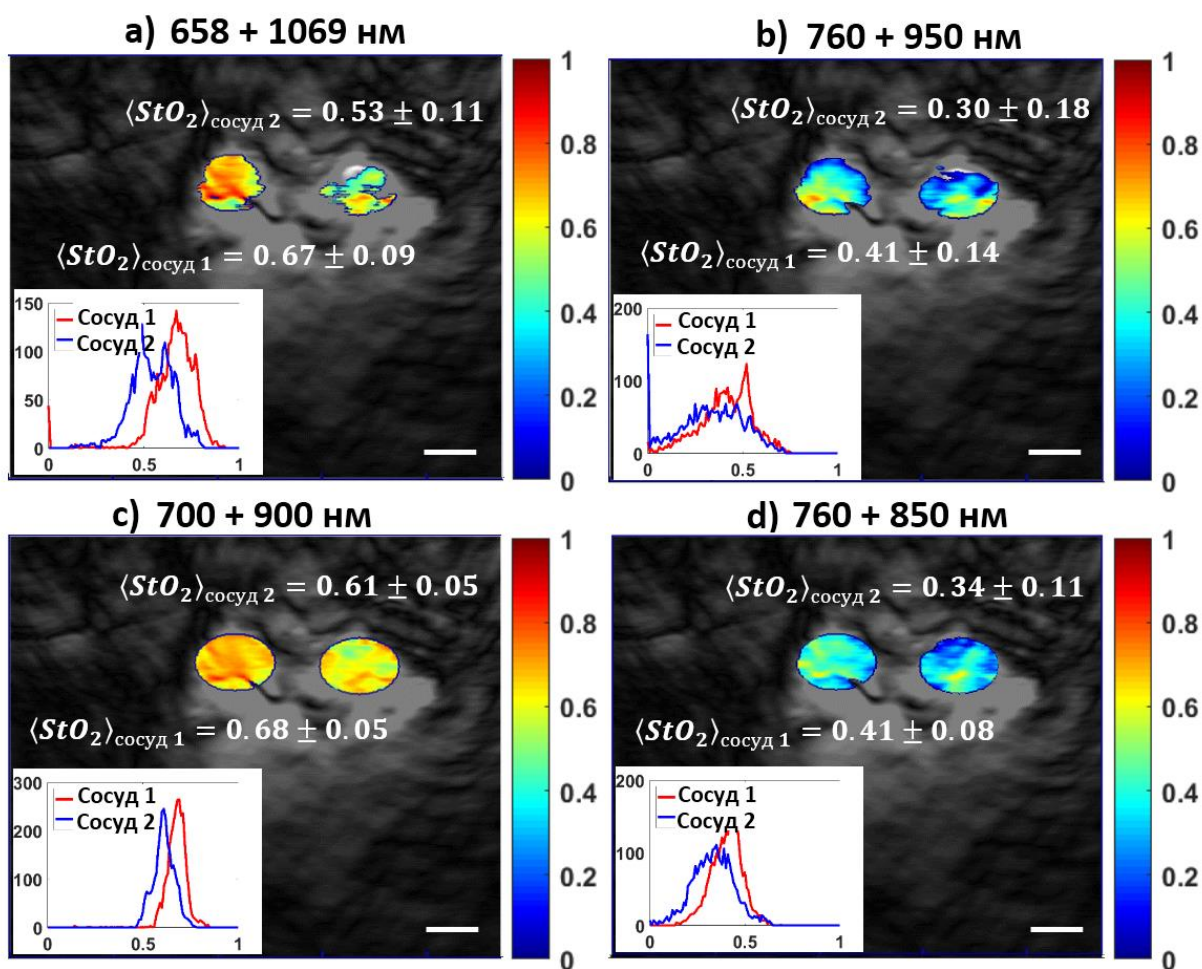 a) 658 + 1069 нм
⟨StO₂⟩сосуд 2 = 0.53 ± 0.11
⟨StO₂⟩сосуд 1 = 0.67 ± 0.09
150
100
50
0
Сосуд 1
Сосуд 2
0
0.5
1
1
0.8
0.6
0.4
0.2
0
b) 760 + 950 нм
⟨StO₂⟩сосуд 2 = 0.30 ± 0.18
⟨StO₂⟩сосуд 1 = 0.41 ± 0.14
200
100
0
Сосуд 1
Сосуд 2
0
0.5
1
1
0.8
0.6
0.4
0.2
0
c) 700 + 900 нм
⟨StO₂⟩сосуд 2 = 0.61 ± 0.05
⟨StO₂⟩сосуд 1 = 0.68 ± 0.05
300
200
100
0
Сосуд 1
Сосуд 2
0
0.5
1
1
0.8
0.6
0.4
0.2
0
d) 760 + 850 нм
⟨StO₂⟩сосуд 2 = 0.34 ± 0.11
⟨StO₂⟩сосуд 1 = 0.41 ± 0.08
200
100
0
Сосуд 1
Сосуд 2
0
0.5
1
1
0.8
0.6
0.4
0.2
0